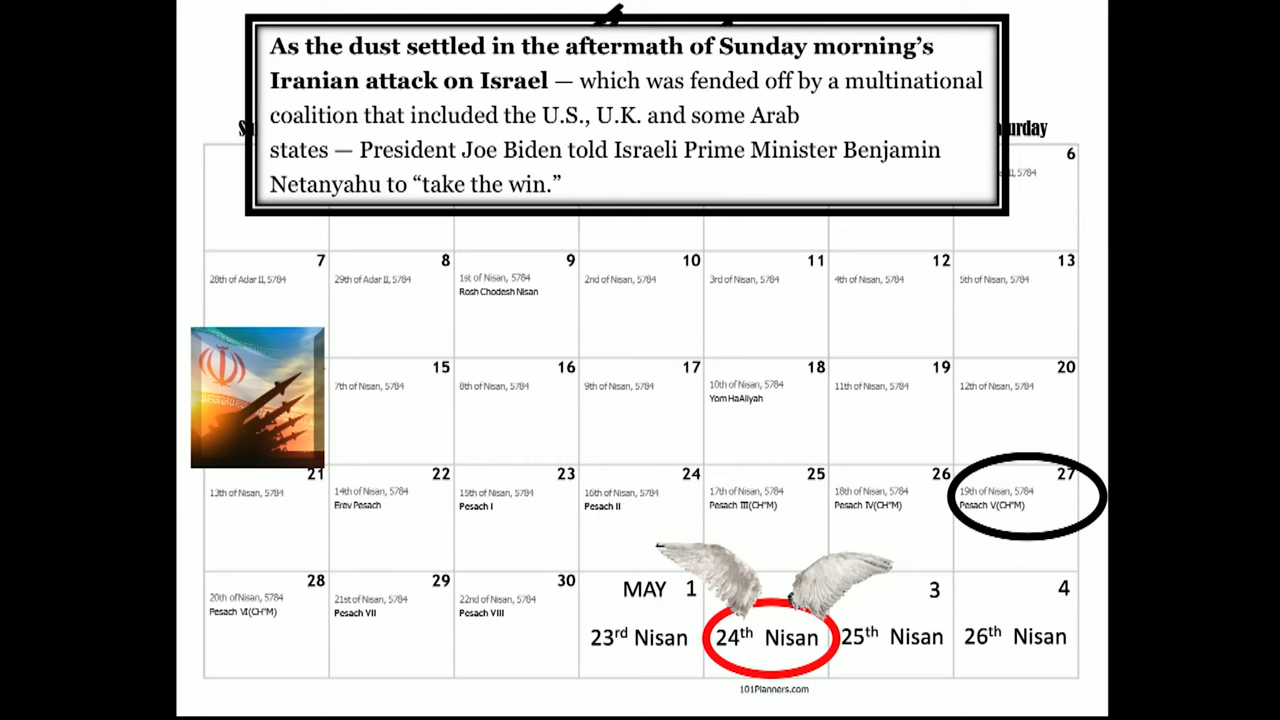 As the dust settled in the aftermath of Sunday morning’s
Iranian attack on Israel — which was fended off by a multinational
coalition that included the U.S., U.K. and some Arab
states — President Joe Biden told Israeli Prime Minister Benjamin
Netanyahu to “take the win.”
6
5784
7 8 9 10 11 12 13
28th of Adar II, 5784 29th of Adar II, 5784 1st of Nisan, 5784 2nd of Nisan, 5784 3rd of Nisan, 5784 4th of Nisan, 5784 5th of Nisan, 5784
Rosh Chodesh Nisan
15 16 17 18 19 20
7th of Nisan, 5784 8th of Nisan, 5784 9th of Nisan, 5784 10th of Nisan, 5784 11th of Nisan, 5784 12th of Nisan, 5784
Yom HaAliyah
21 22 23 24 25 26 27
13th of Nisan, 5784 14th of Nisan, 5784 15th of Nisan, 5784 16th of Nisan, 5784 17th of Nisan, 5784 18th of Nisan, 5784 19th of Nisan, 5784
Erev Pesach Pesach I Pesach II Pesach III(CH"M) Pesach IV(CH"M) Pesach V(CH"M)
28 29 30 MAY 1 3 4
20th of Nisan, 5784 21st of Nisan, 5784 22nd of Nisan, 5784
Pesach VI(CH"M) Pesach VII Pesach VIII
23rd Nisan 24th Nisan 25th Nisan 26th Nisan
101Planners.com